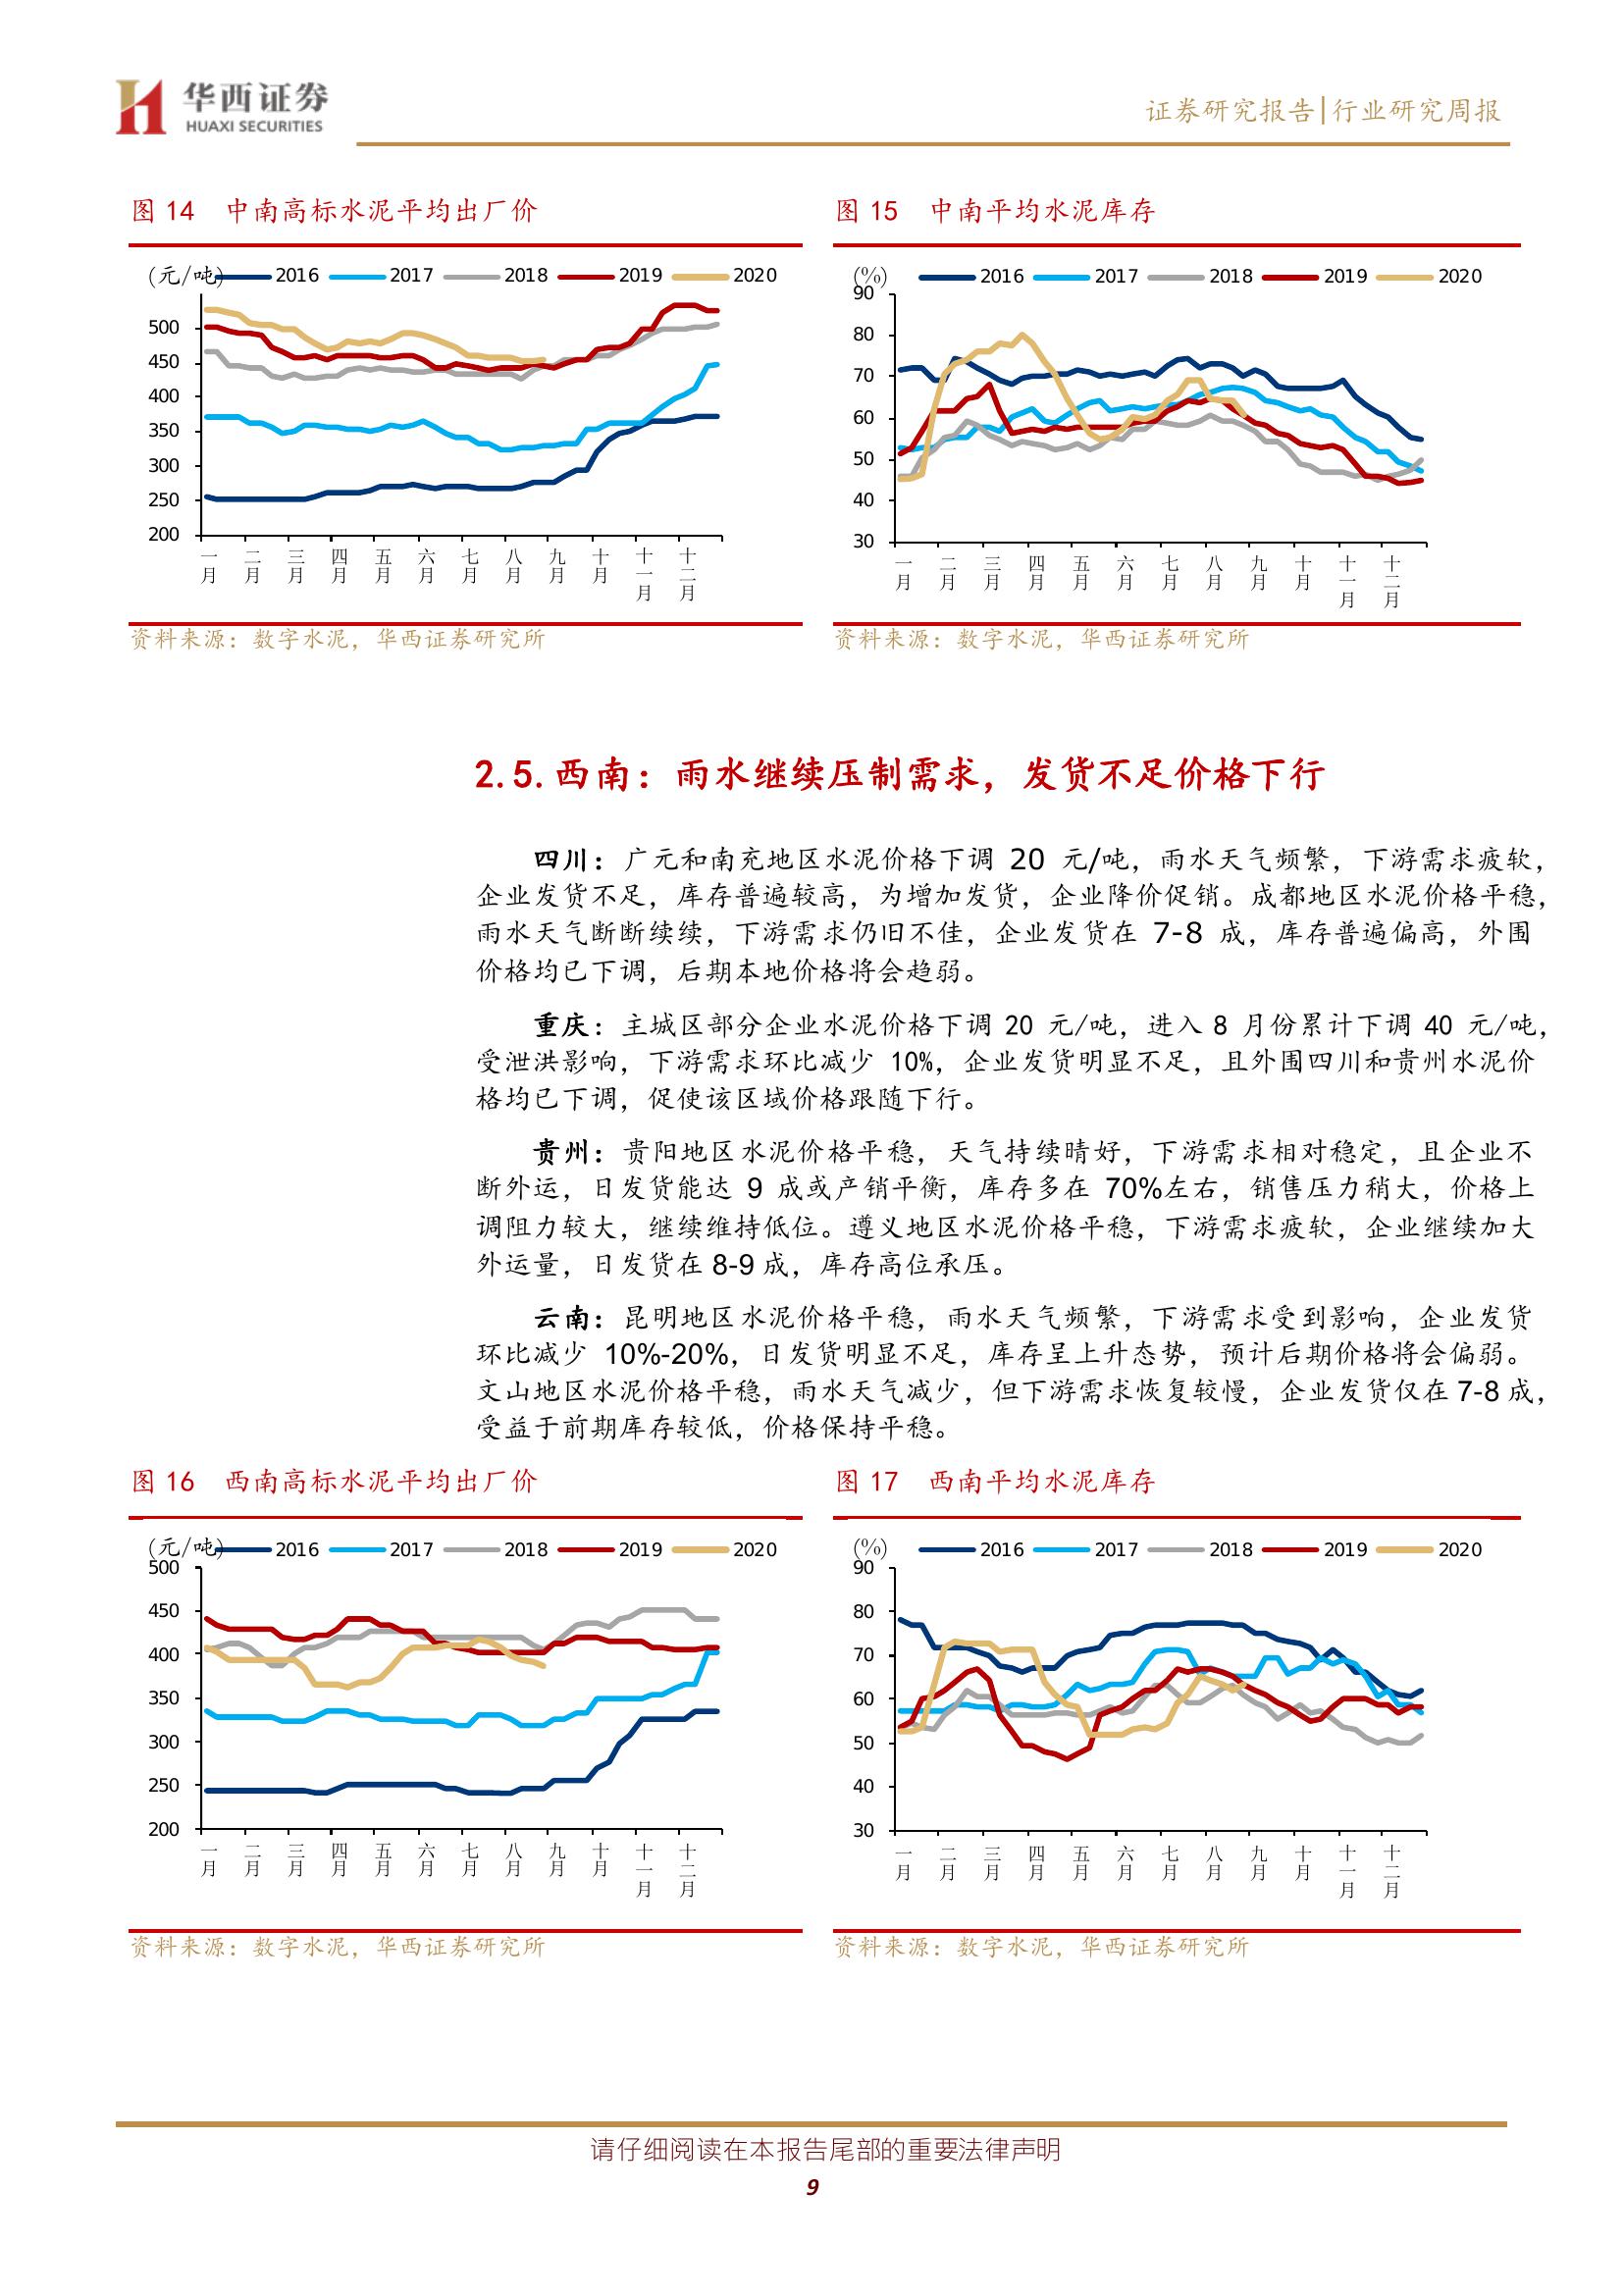 华西证券
HUAXI SECURITIES
证券研究报告|行业研究周报
图 14 中南高标水泥平均出厂价
(元/吨) 2016 2017 2018 2019 2020
500
450
400
350
300
250
200
一月 二月 三月 四月 五月 六月 七月 八月 九月 十月 十一月 十二月
资料来源：数字水泥，华西证券研究所
图 15 中南平均水泥库存
(%) 2016 2017 2018 2019 2020
90
80
70
60
50
40
30
一月 二月 三月 四月 五月 六月 七月 八月 九月 十月 十一月 十二月
资料来源：数字水泥，华西证券研究所
2.5.西南：雨水继续压制需求，发货不足价格下行
四川：广元和南充地区水泥价格下调 20 元/吨，雨水天气频繁，下游需求疲软，
企业发货不足，库存普遍较高，为增加发货，企业降价促销。成都地区水泥价格平稳，
雨水天气断断续续，下游需求仍旧不佳，企业发货在 7-8 成，库存普遍偏高，外围
价格均已下调，后期本地价格将会趋弱。
重庆：主城区部分企业水泥价格下调 20 元/吨，进入 8 月份累计下调 40 元/吨，
受泄洪影响，下游需求环比减少 10%，企业发货明显不足，且外围四川和贵州水泥价
格均已下调，促使该区域价格跟随下行。
贵州：贵阳地区水泥价格平稳，天气持续晴好，下游需求相对稳定，且企业不
断外运，日发货能达 9 成或产销平衡，库存多在 70%左右，销售压力稍大，价格上
调阻力较大，继续维持低位。遵义地区水泥价格平稳，下游需求疲软，企业继续加大
外运量，日发货在 8-9 成，库存高位承压。
云南：昆明地区水泥价格平稳，雨水天气频繁，下游需求受到影响，企业发货
环比减少 10%-20%，日发货明显不足，库存呈上升态势，预计后期价格将会偏弱。
文山地区水泥价格平稳，雨水天气减少，但下游需求恢复较慢，企业发货仅在 7-8 成，
受益于前期库存较低，价格保持平稳。
图 16 西南高标水泥平均出厂价
(元/吨) 2016 2017 2018 2019 2020
500
450
400
350
300
250
200
一月 二月 三月 四月 五月 六月 七月 八月 九月 十月 十一月 十二月
资料来源：数字水泥，华西证券研究所
图 17 西南平均水泥库存
(%) 2016 2017 2018 2019 2020
90
80
70
60
50
40
30
一月 二月 三月 四月 五月 六月 七月 八月 九月 十月 十一月 十二月
资料来源：数字水泥，华西证券研究所
请仔细阅读在本报告尾部的重要法律声明
9